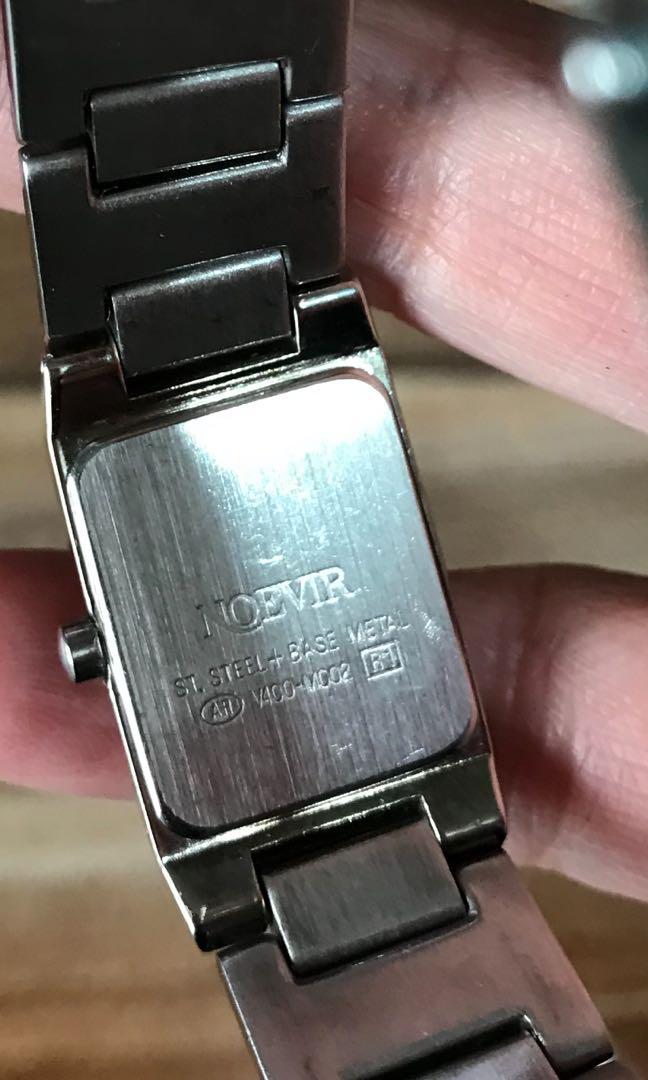 NOEVIR
ST. STEEL+ BASE METAL
V400-M002